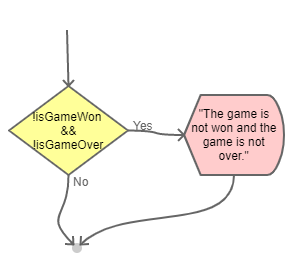 !isGameWon
&&
!isGameOver
Yes
"The game is
not won and the
game is not
over."
No